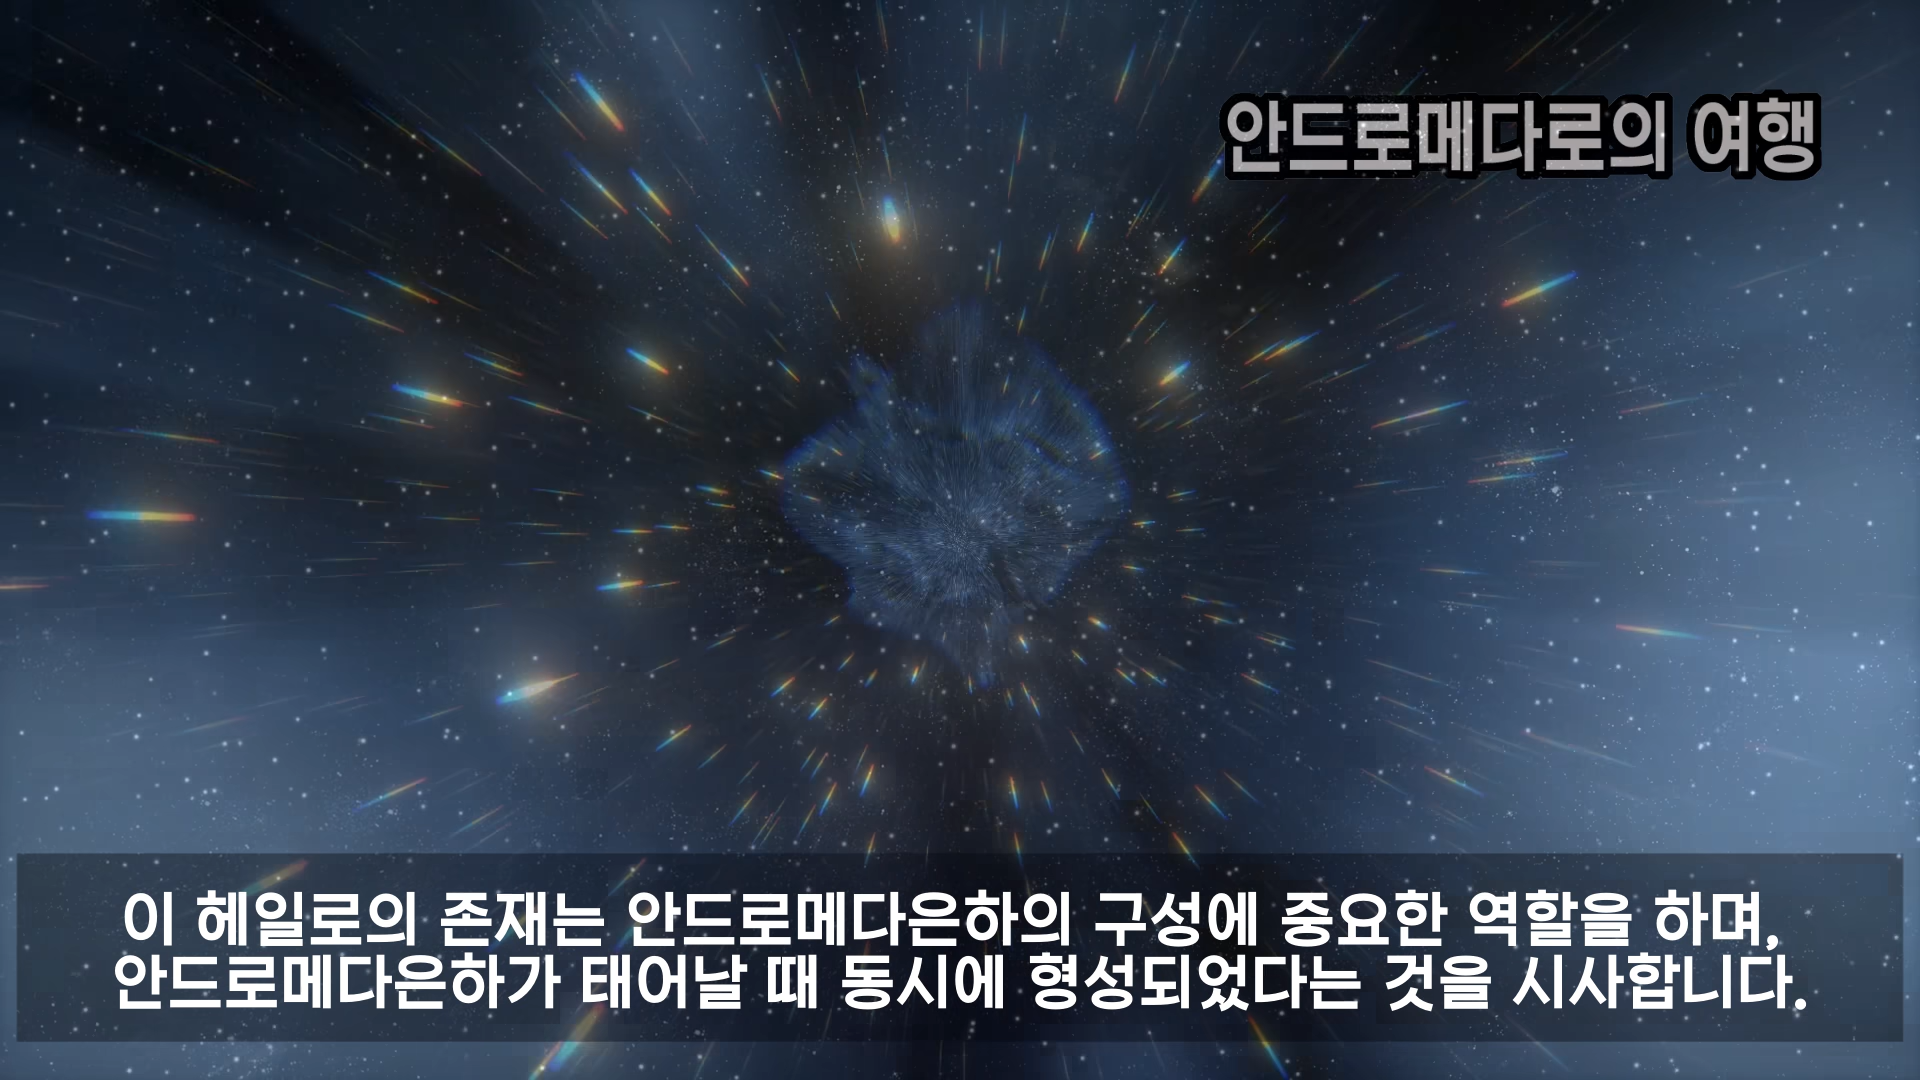 안드로메다로의 여행
이 헤일로의 존재는 안드로메다은하의 구성에 중요한 역할을 하며,
안드로메다은하가 태어날 때 동시에 형성되었다는 것을 시사합니다.